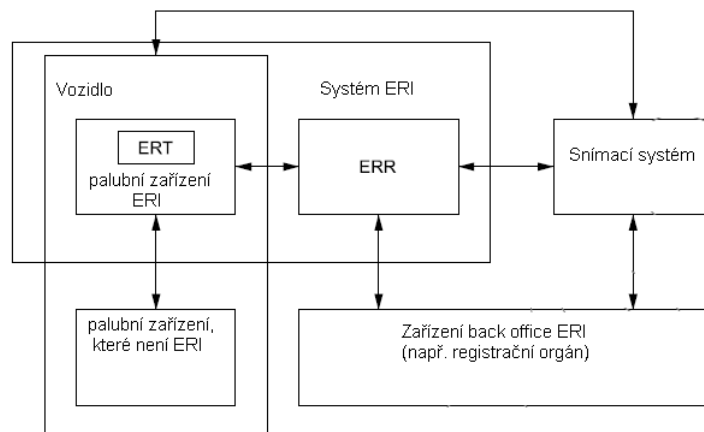 Vozidlo
Systém ERI
ERT
palubní zařízení
ERI
ERR
Snímací systém
palubní zařízení,
které není ERI
Zařízení back office ERI
(např. registrační orgán)